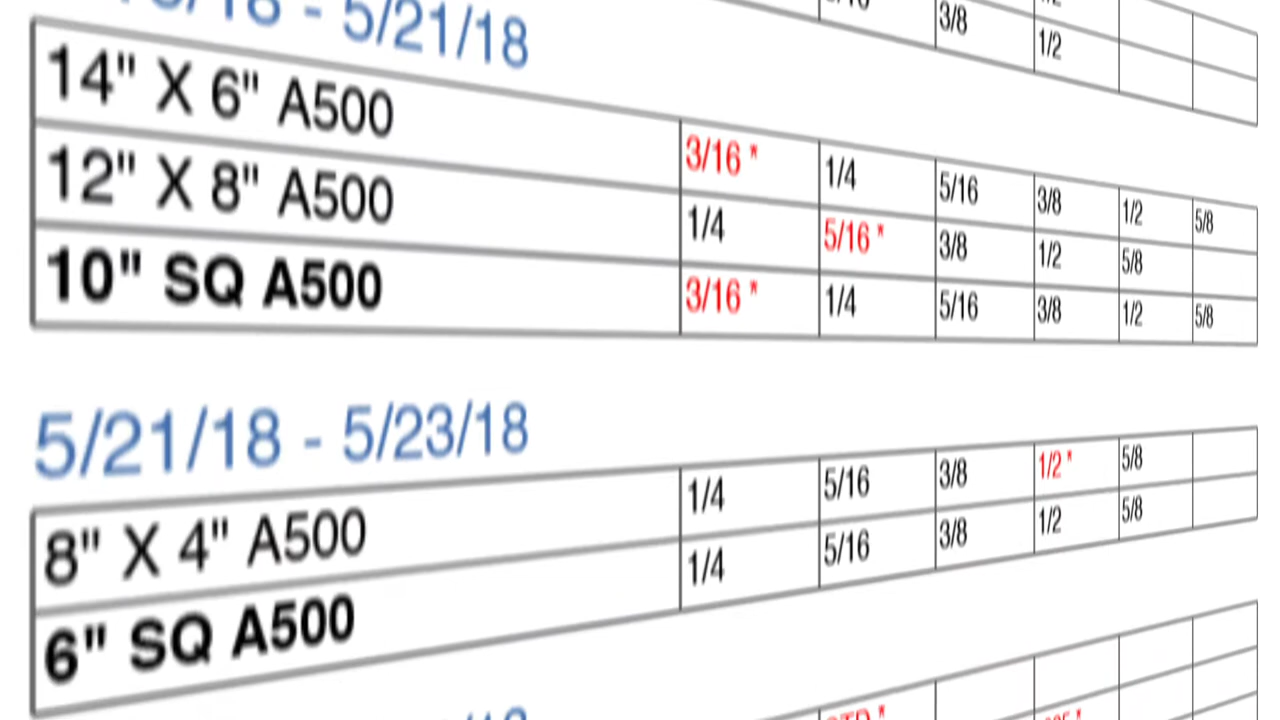 3/8
1/2
- 5/21/18
14" X 6" A500 3/16 * 1/4 5/16 3/8 1/2 5/8
12" X 8" A500 1/4 5/16 * 3/8 1/2 5/8
10" SQ A500 3/16 * 1/4 5/16 3/8 1/2 5/8
5/21/18 - 5/23/18
8" X 4" A500 1/4 5/16 3/8 1/2 * 5/8
6" SQ A500 1/4 5/16 3/8 1/2 5/8